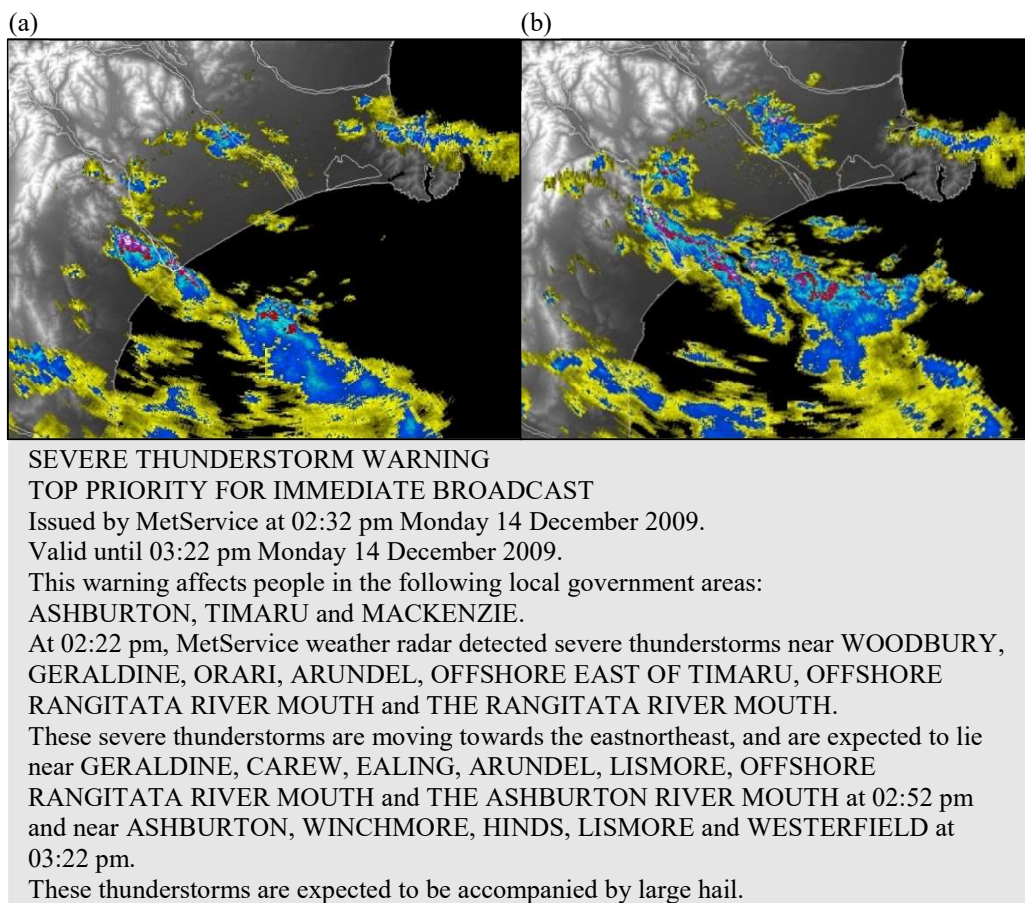 (a) (b)
SEVERE THUNDERSTORM WARNING
TOP PRIORITY FOR IMMEDIATE BROADCAST
Issued by MetService at 02:32 pm Monday 14 December 2009.
Valid until 03:22 pm Monday 14 December 2009.
This warning affects people in the following local government areas:
ASHBURTON, TIMARU and MACKENZIE.
At 02:22 pm, MetService weather radar detected severe thunderstorms near WOODBURY,
GERALDINE, ORARI, ARUNDEL, OFFSHORE EAST OF TIMARU, OFFSHORE
RANGITATA RIVER MOUTH and THE RANGITATA RIVER MOUTH.
These severe thunderstorms are moving towards the eastnortheast, and are expected to lie
near GERALDINE, CAREW, EALING, ARUNDEL, LISMORE, OFFSHORE
RANGITATA RIVER MOUTH and THE ASHBURTON RIVER MOUTH at 02:52 pm
and near ASHBURTON, WINCHMORE, HINDS, LISMORE and WESTERFIELD at
03:22 pm.
These thunderstorms are expected to be accompanied by large hail.